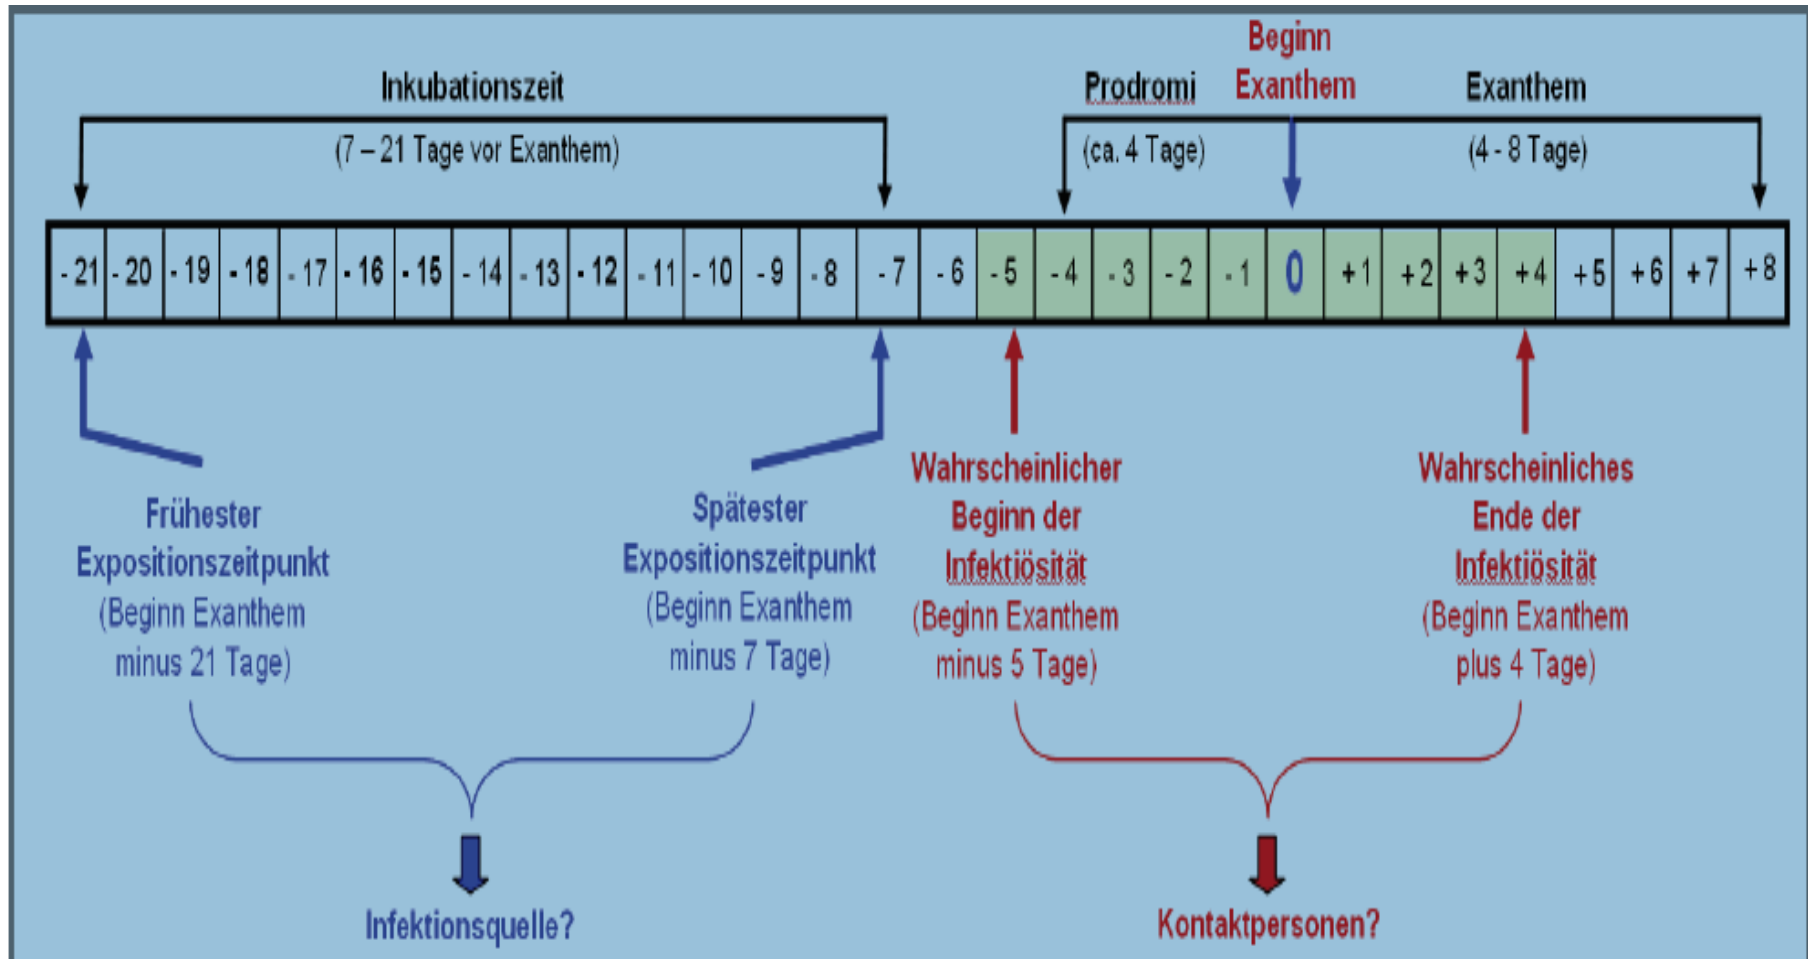 Beginn
Exanthem
Inkubationszeit
Prodromi
Exanthem
(7 – 21 Tage vor Exanthem)
(ca. 4 Tage)
(4 - 8 Tage)
- 21 - 20 - 19 - 18 - 17 - 16 - 15 - 14 - 13 - 12 - 11 - 10 - 9 - 8 - 7 - 6 - 5 - 4 - 3 - 2 - 1 0 + 1 + 2 + 3 + 4 + 5 + 6 + 7 + 8
Frühester
Expositionszeitpunkt
(Beginn Exanthem
minus 21 Tage)
Spätester
Expositionszeitpunkt
(Beginn Exanthem
minus 7 Tage)
Wahrscheinlicher
Beginn der
Infektiösität
(Beginn Exanthem
minus 5 Tage)
Wahrscheinliches
Ende der
Infektiösität
(Beginn Exanthem
plus 4 Tage)
Infektionsquelle?
Kontaktpersonen?